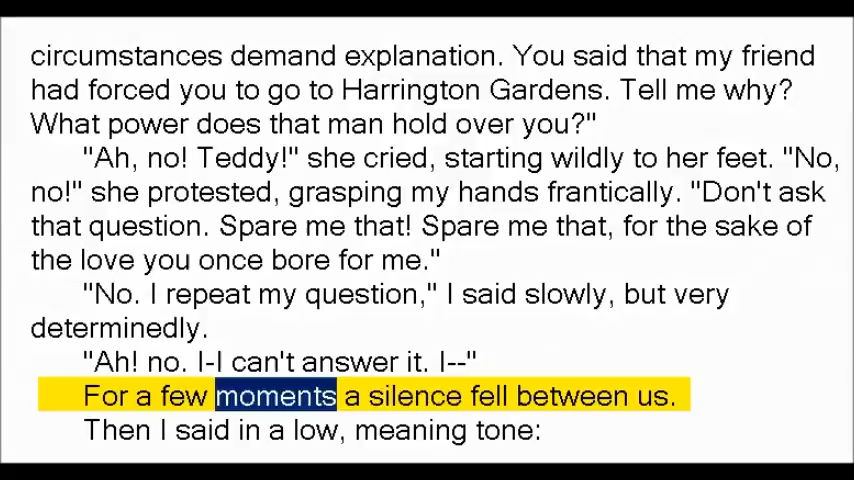 circumstances demand explanation. You said that my friend
had forced you to go to Harrington Gardens. Tell me why?
What power does that man hold over you?"
"Ah, no! Teddy!" she cried, starting wildly to her feet. "No,
no!" she protested, grasping my hands frantically. "Don't ask
that question. Spare me that! Spare me that, for the sake of
the love you once bore for me."
"No. I repeat my question," I said slowly, but very
determinedly.
"Ah! no. I-I can't answer it. I--"
For a few moments a silence fell between us.
Then I said in a low, meaning tone: